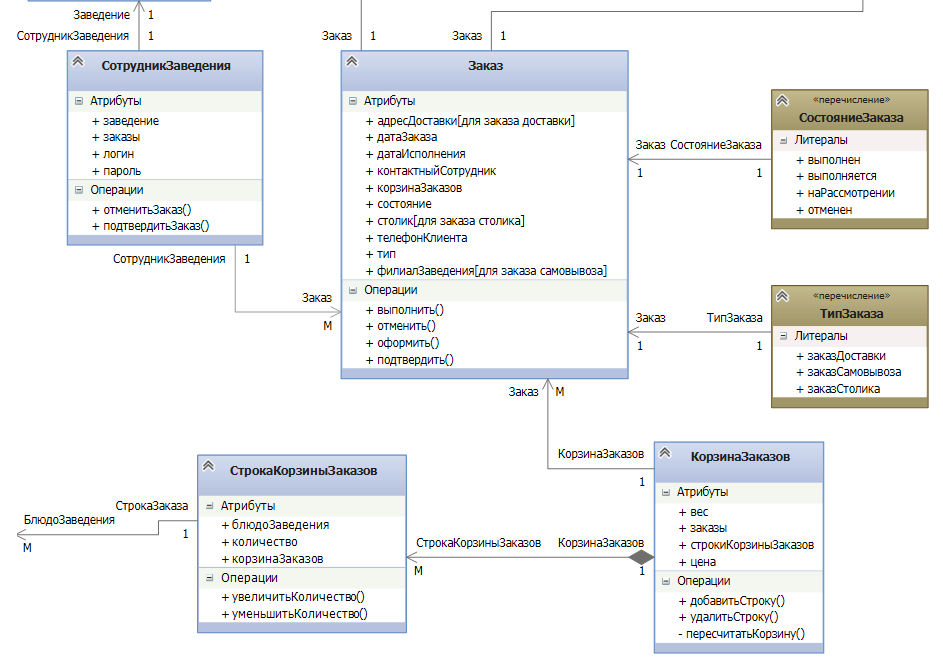 Заведение 1
СотрудникЗаведения 1
СотрудникЗаведения
Атрибуты
+ заведение
+ заказы
+ логин
+ пароль
Операции
+ отменитьЗаказ()
+ подтвердитьЗаказ()
СотрудникЗаведения 1
Заказ
М
Заказ 1
Заказ 1
Заказ
Атрибуты
+ адресДоставки[для заказа доставки]
+ датаЗаказа
+ датаИсполнения
+ контактныйСотрудник
+ корзинаЗаказов
+ состояние
+ столик[для заказа столика]
+ телефонКлиента
+ тип
+ филиалЗаведения[для заказа самовывоза]
Операции
+ выполнить()
+ отменить()
+ оформить()
+ подтвердить()
Заказ СостояниеЗаказа
1 1
«перечисление»
СостояниеЗаказа
Литералы
+ выполнен
+ выполняется
+ наРассмотрении
+ отменен
Заказ ТипЗаказа
1 1
«перечисление»
ТипЗаказа
Литералы
+ заказДоставки
+ заказСамовывоза
+ заказСтолика
Заказ М
КорзинаЗаказов
1
КорзинаЗаказов
Атрибуты
+ вес
+ заказы
+ строкиКорзиныЗаказов
+ цена
Операции
+ добавитьСтроку()
+ удалитьСтроку()
- пересчитатьКорзину()
СтрокаКорзиныЗаказов КорзинаЗаказов
М 1
СтрокаКорзиныЗаказов
Атрибуты
+ блюдоЗаведения
+ количество
+ корзинаЗаказов
Операции
+ увеличитьКоличество()
+ уменьшитьКоличество()
СтрокаЗаказа
1
БлюдоЗаведения
М